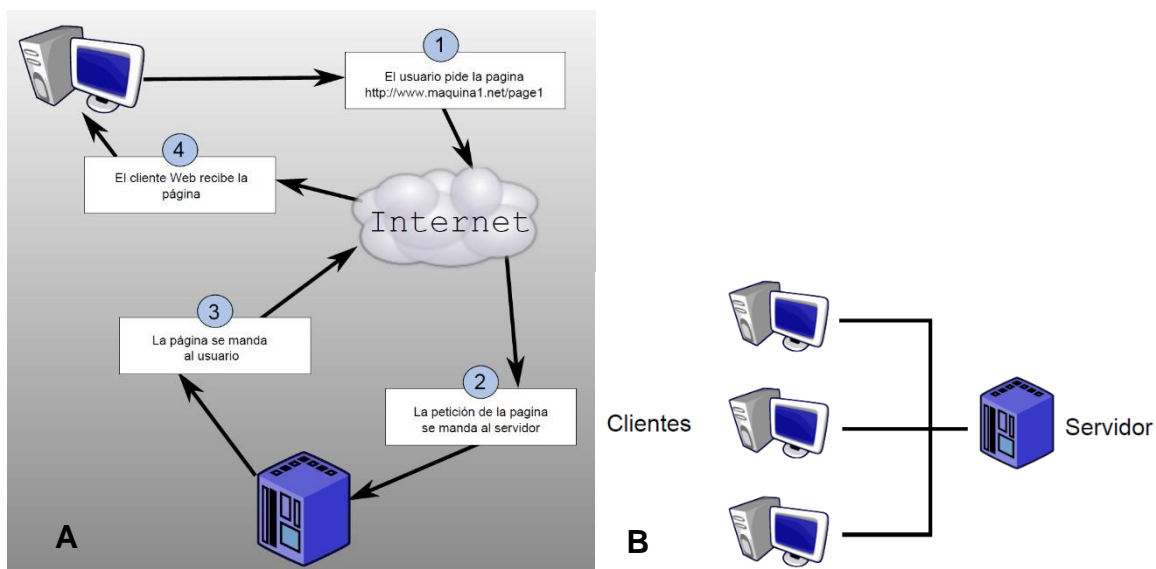 1
El usuario pide la pagina
http://www.maquina1.net/page1
4
El cliente Web recibe la
página
Internet
3
La página se manda
al usuario
2
La petición de la pagina
se manda al servidor
A
Clientes
Servidor
B